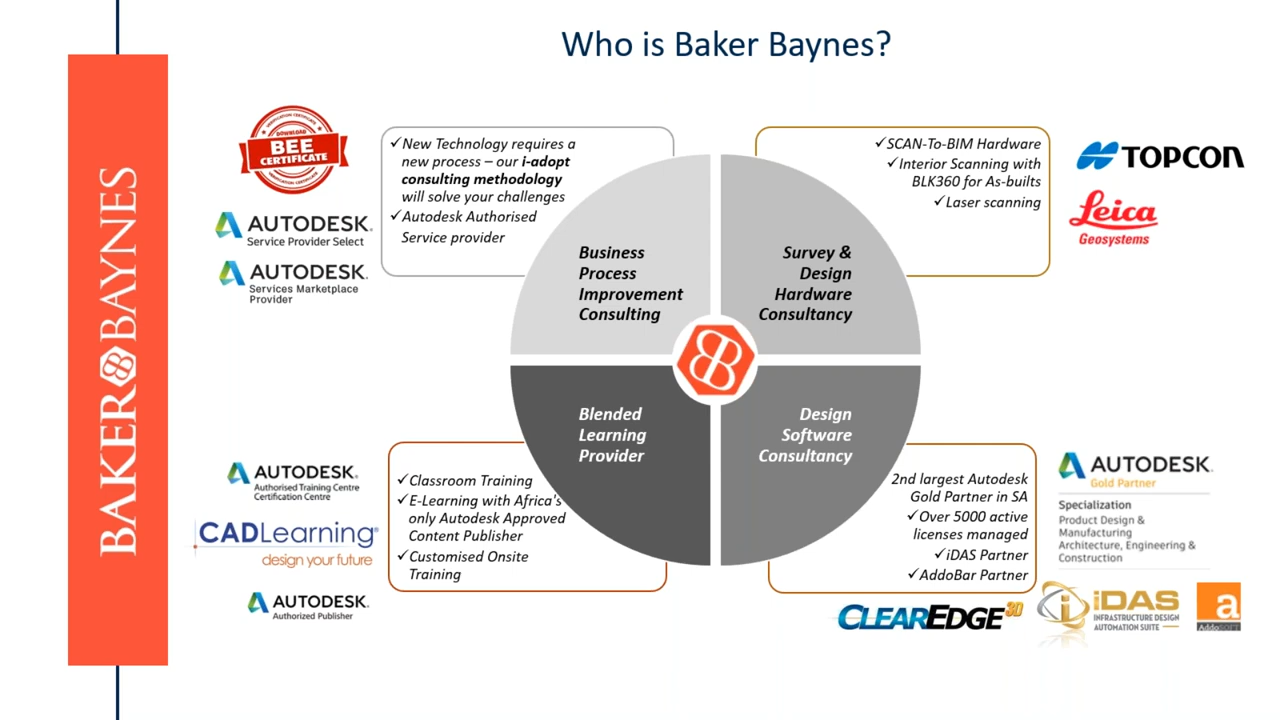 Who is Baker Baynes?
BAKER BAYNES
VERIFICATION CERTIFICATE
DOWNLOAD
BEE
CERTIFICATE
VERIFICATION CERTIFICATE
AUTODESK.
Service Provider Select
AUTODESK.
Services Marketplace
Provider
✓New Technology requires a
new process – our i-adopt
consulting methodology
will solve your challenges
✓Autodesk Authorised
Service provider
✓SCAN-To-BIM Hardware
✓Interior Scanning with
BLK360 for As-builts
✓Laser scanning
TOPCON
Leica
Geosystems
Business
Process
Improvement
Consulting
Survey &
Design
Hardware
Consultancy
Blended
Learning
Provider
Design
Software
Consultancy
AUTODESK.
Authorised Training Centre
Certification Centre
CADLearning®
design your future
AUTODESK.
Authorized Publisher
✓Classroom Training
✓E-Learning with Africa's
only Autodesk Approved
Content Publisher
✓Customised Onsite
Training
2nd largest Autodesk
Gold Partner in SA
✓Over 5000 active
licenses managed
✓iDAS Partner
✓AddoBar Partner
AUTODESK.
Gold Partner
Specialization
Product Design &
Manufacturing
Architecture, Engineering &
Construction
CLEAREDGE3D
iDAS
INFRASTRUCTURE DESIGN
AUTOMATION SUITE
a
AddoSOFT